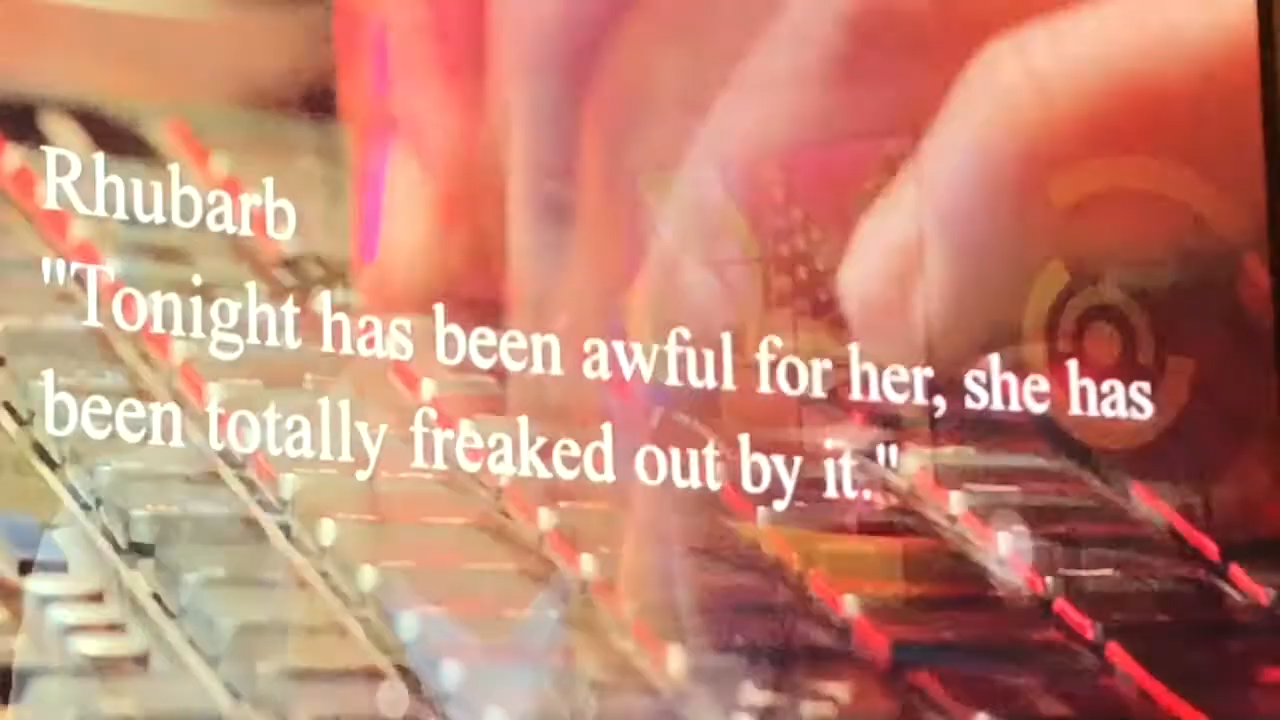 Rhubarb
"Tonight has been awful for her, she has
been totally freaked out by it."